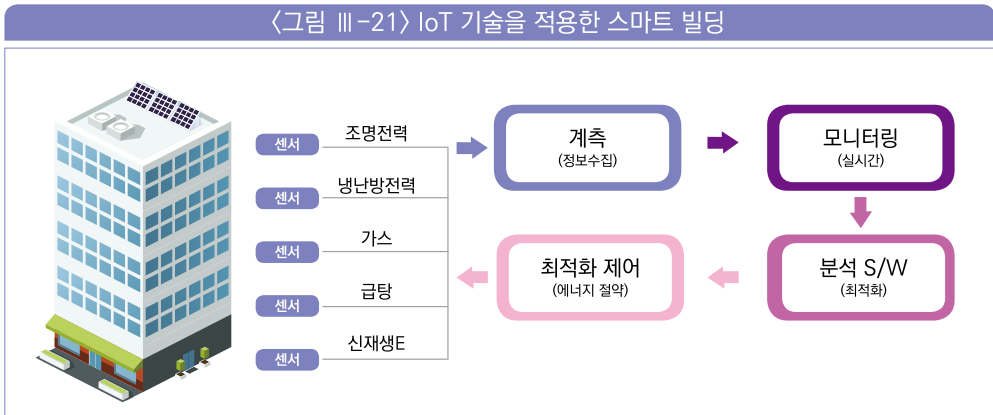 〈그림 Ⅲ-21〉 IoT 기술을 적용한 스마트 빌딩
센서 조명전력
센서 냉난방전력
센서 가스
센서 급탕
센서 신재생E
계측
(정보수집)
모니터링
(실시간)
최적화 제어
(에너지 절약)
분석 S/W
(최적화)